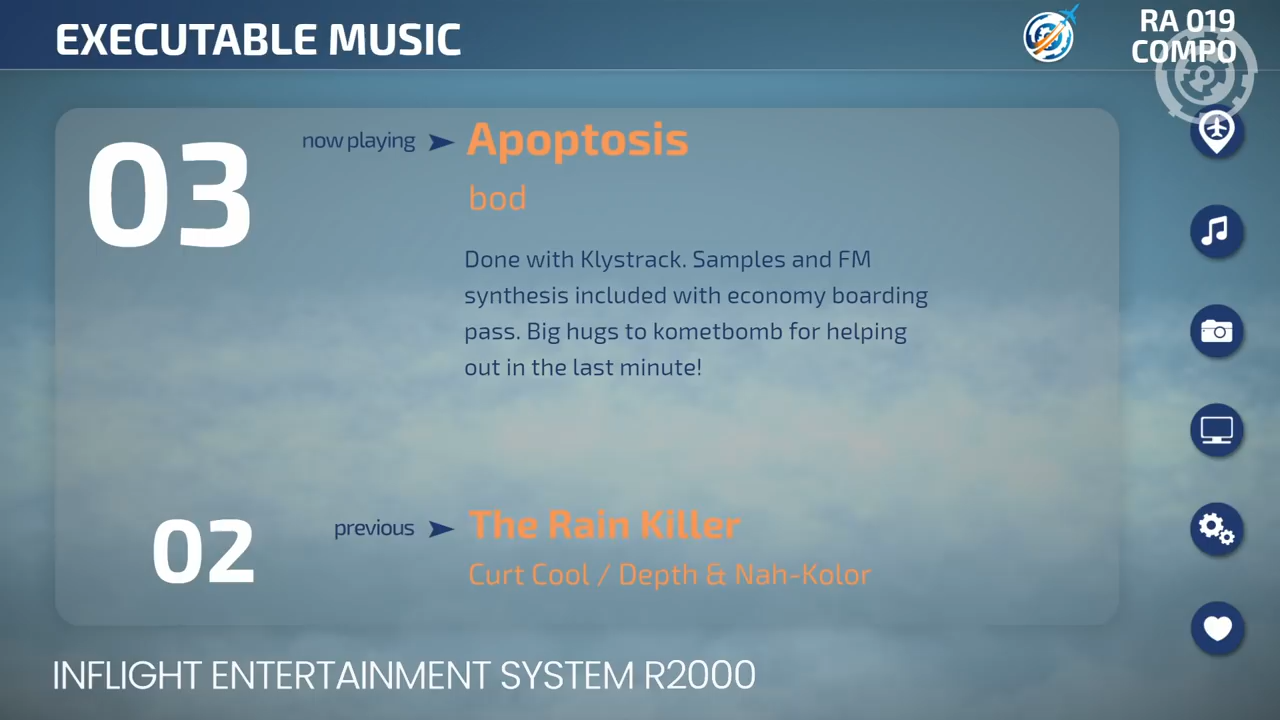 EXECUTABLE MUSIC
RA 019
COMPO
03
now playing
Apoptosis
bod
Done with Klystrack. Samples and FM
synthesis included with economy boarding
pass. Big hugs to kometbomb for helping
out in the last minute!
02
previous
The Rain Killer
Curt Cool / Depth & Nah-Kolor
INFLIGHT ENTERTAINMENT SYSTEM R2000